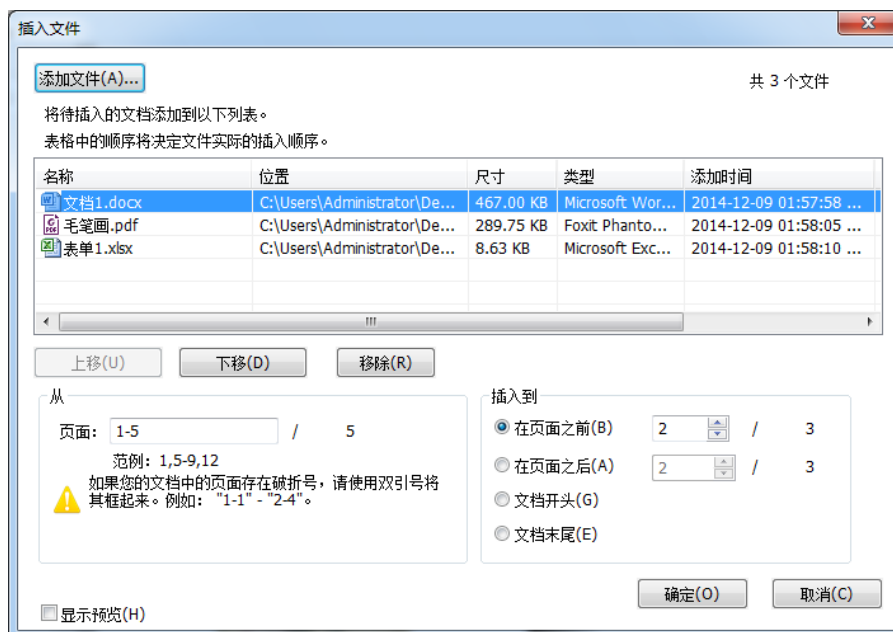 插入文件
添加文件(A)...
共 3 个文件
将待插入的文档添加到以下列表。
表格中的顺序将决定文件实际的插入顺序。
名称 位置 尺寸 类型 添加时间
文档1.docx C:\Users\Administrator\De... 467.00 KB Microsoft Wor... 2014-12-09 01:57:58 ...
毛笔画.pdf C:\Users\Administrator\De... 289.75 KB Foxit Phanto... 2014-12-09 01:58:05 ...
表单1.xlsx C:\Users\Administrator\De... 8.63 KB Microsoft Exc... 2014-12-09 01:58:10 ...
上移(U) 下移(D) 移除(R)
从
页面： 1-5 / 5
范例：1,5-9,12
如果您的文档中的页面存在破折号，请使用双引号将
其框起来。例如： "1-1" - "2-4"。
插入到
在页面之前(B) 2 / 3
在页面之后(A) 2 / 3
文档开头(G)
文档末尾(E)
确定(O) 取消(C)
显示预览(H)